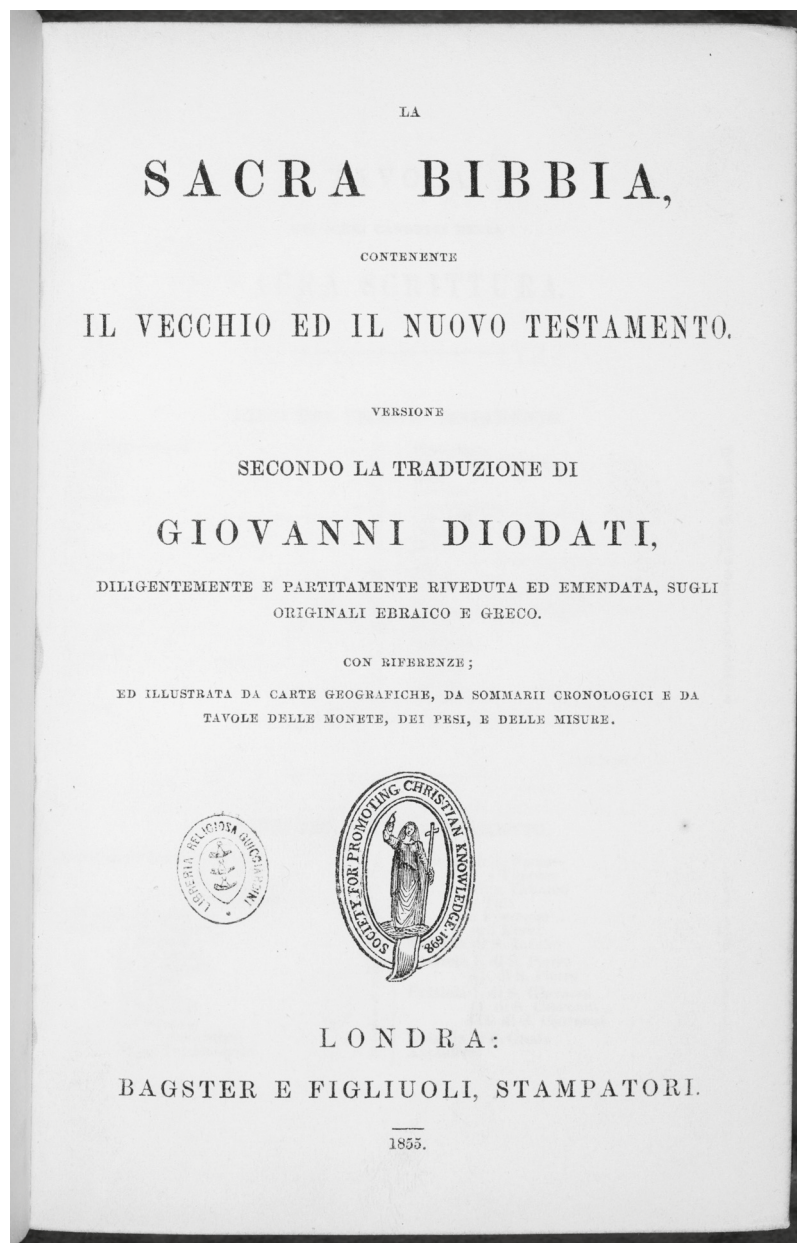 LA
SACRA BIBBIA,
CONTENENTE
IL VECCHIO ED IL NUOVO TESTAMENTO.
VERSIONE
SECONDO LA TRADUZIONE DI
GIOVANNI DIODATI,
DILIGENTEMENTE E PARTITAMENTE RIVEDUTA ED EMENDATA, SUGLI
ORIGINALI EBRAICO E GRECO.
CON RIFERENZE;
ED ILLUSTRATA DA CARTE GEOGRAFICHE, DA SOMMARII CRONOLOGICI E DA
TAVOLE DELLE MONETE, DEI PESI, E DELLE MISURE.
LIBRERIA RELIGIOSA GUICCIARDINI
SOCIETY FOR PROMOTING CHRISTIAN KNOWLEDGE. 1698.
LONDRA:
BAGSTER E FIGLIUOLI, STAMPATORI.
1855.